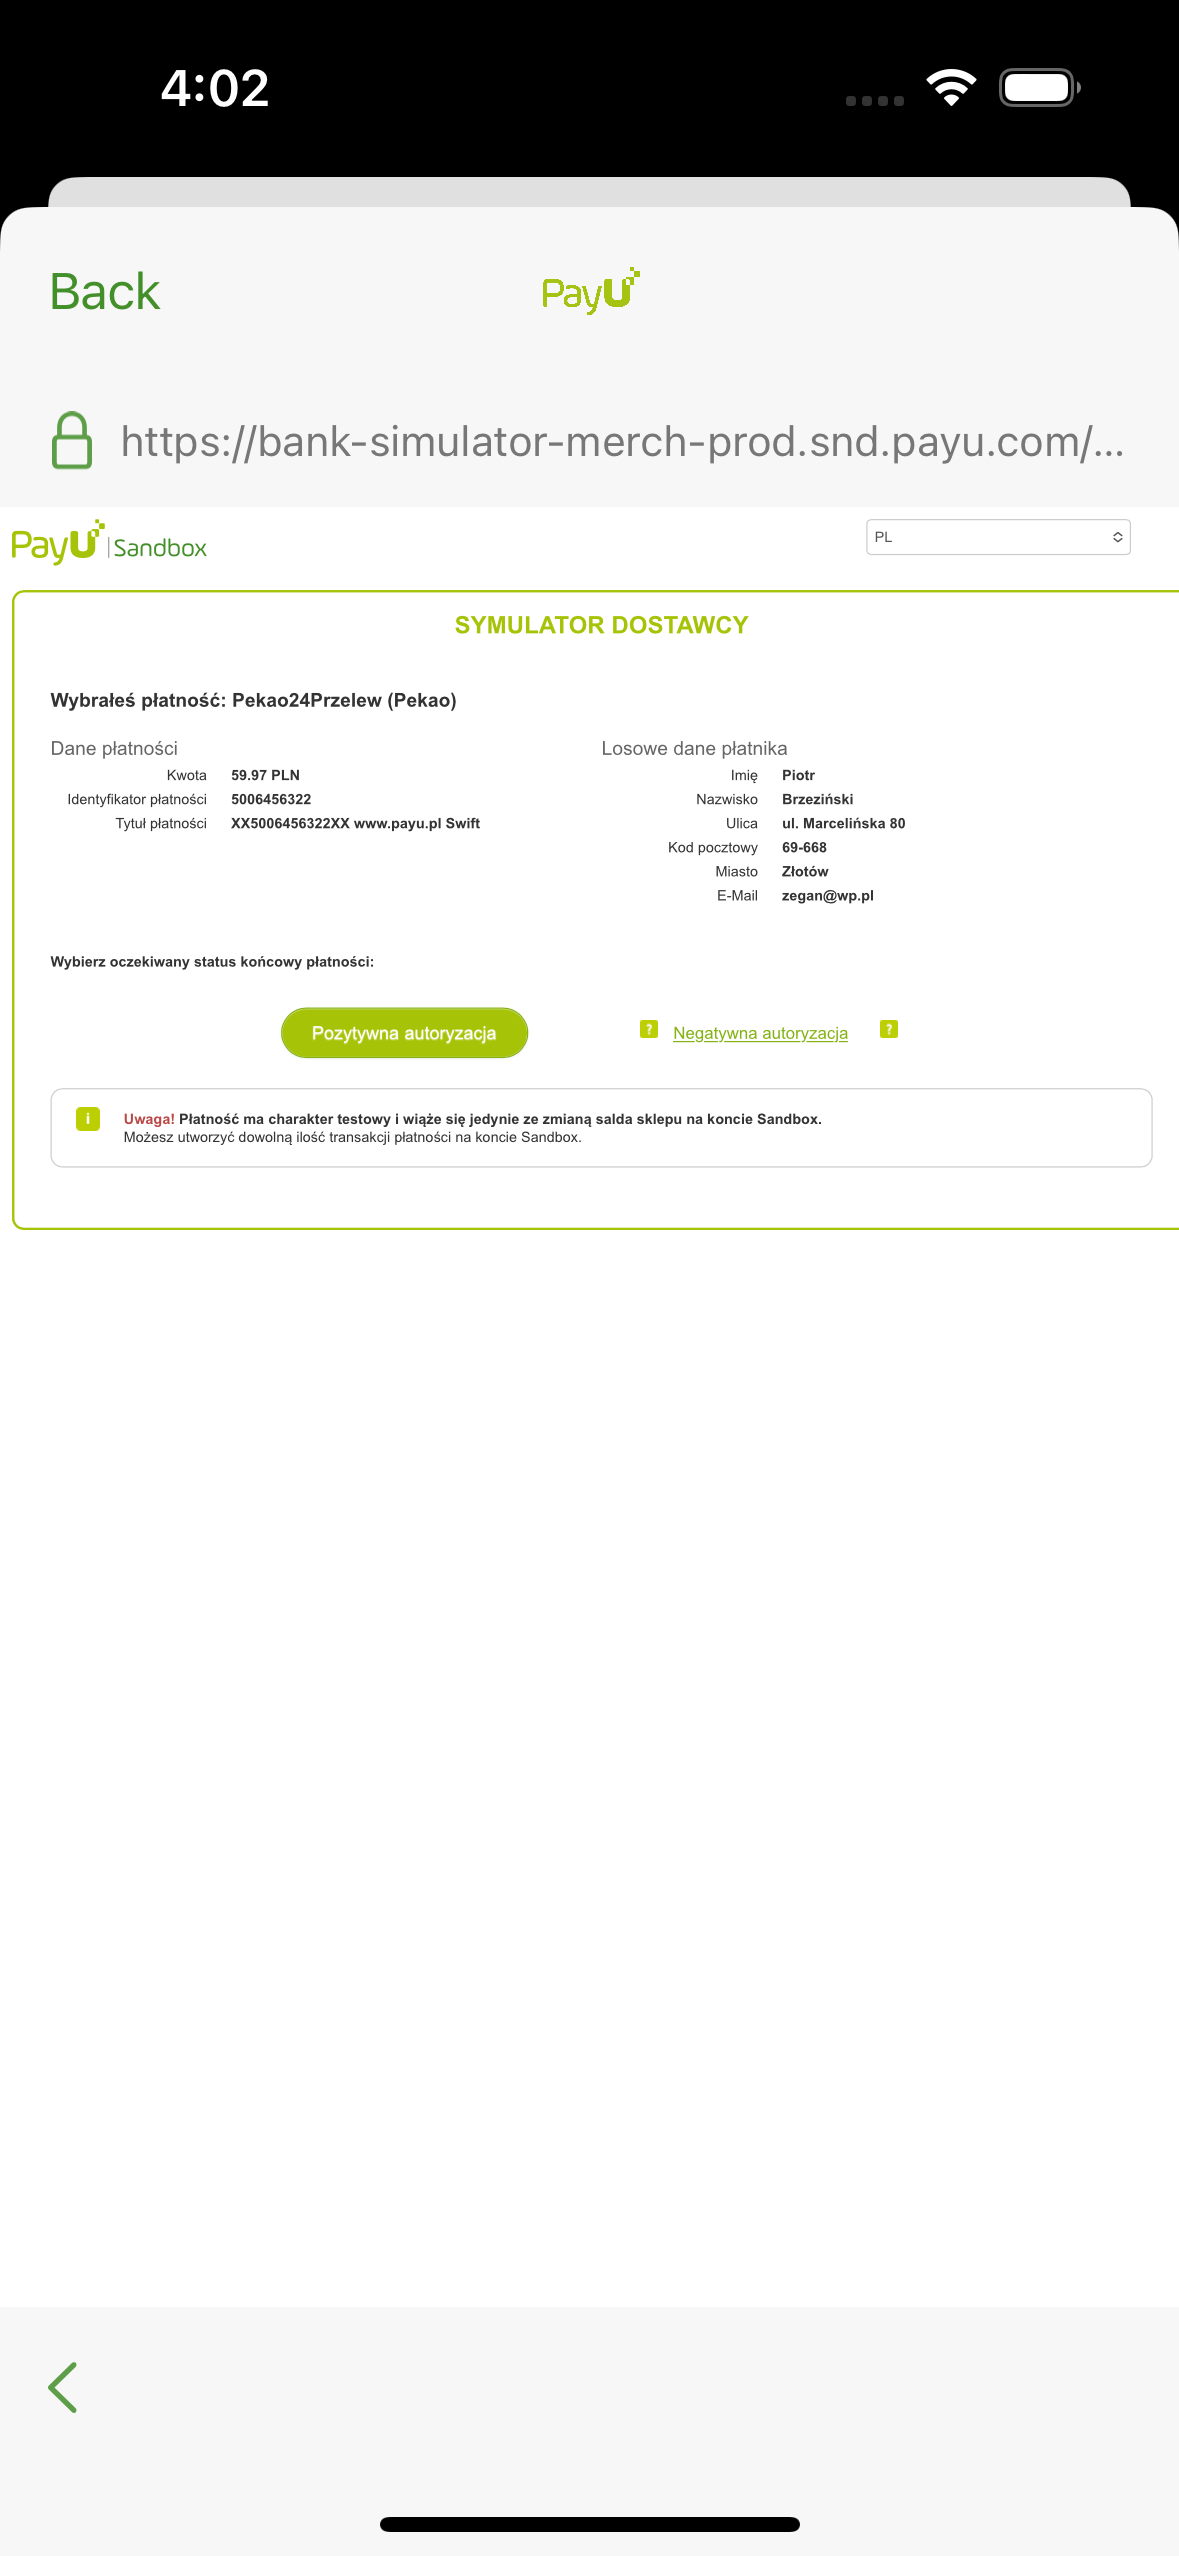 4:02
Back
PayU
https://bank-simulator-merch-prod.snd.payu.com/...
PayU | Sandbox
PL
SYMULATOR DOSTAWCY
Wybrałeś płatność: Pekao24Przelew (Pekao)
Dane płatności
Kwota 59.97 PLN
Identyfikator płatności 5006456322
Tytuł płatności XX5006456322XX www.payu.pl Swift
Losowe dane płatnika
Imię Piotr
Nazwisko Brzeziński
Ulica ul. Marcelińska 80
Kod pocztowy 69-668
Miasto Złotów
E-Mail zegan@wp.pl
Wybierz oczekiwany status końcowy płatności:
Pozytywna autoryzacja ? Negatywna autoryzacja ?
i Uwaga! Płatność ma charakter testowy i wiąże się jedynie ze zmianą salda sklepu na koncie Sandbox.
Możesz utworzyć dowolną ilość transakcji płatności na koncie Sandbox.